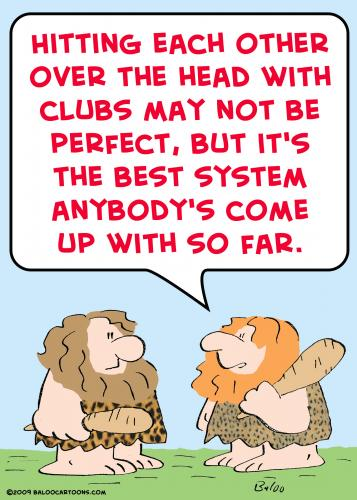 HITTING EACH OTHER
OVER THE HEAD WITH
CLUBS MAY NOT BE
PERFECT, BUT IT'S
THE BEST SYSTEM
ANYBODY'S COME
UP WITH SO FAR.
Baloo
©2009 BALOOCARTOONS.COM